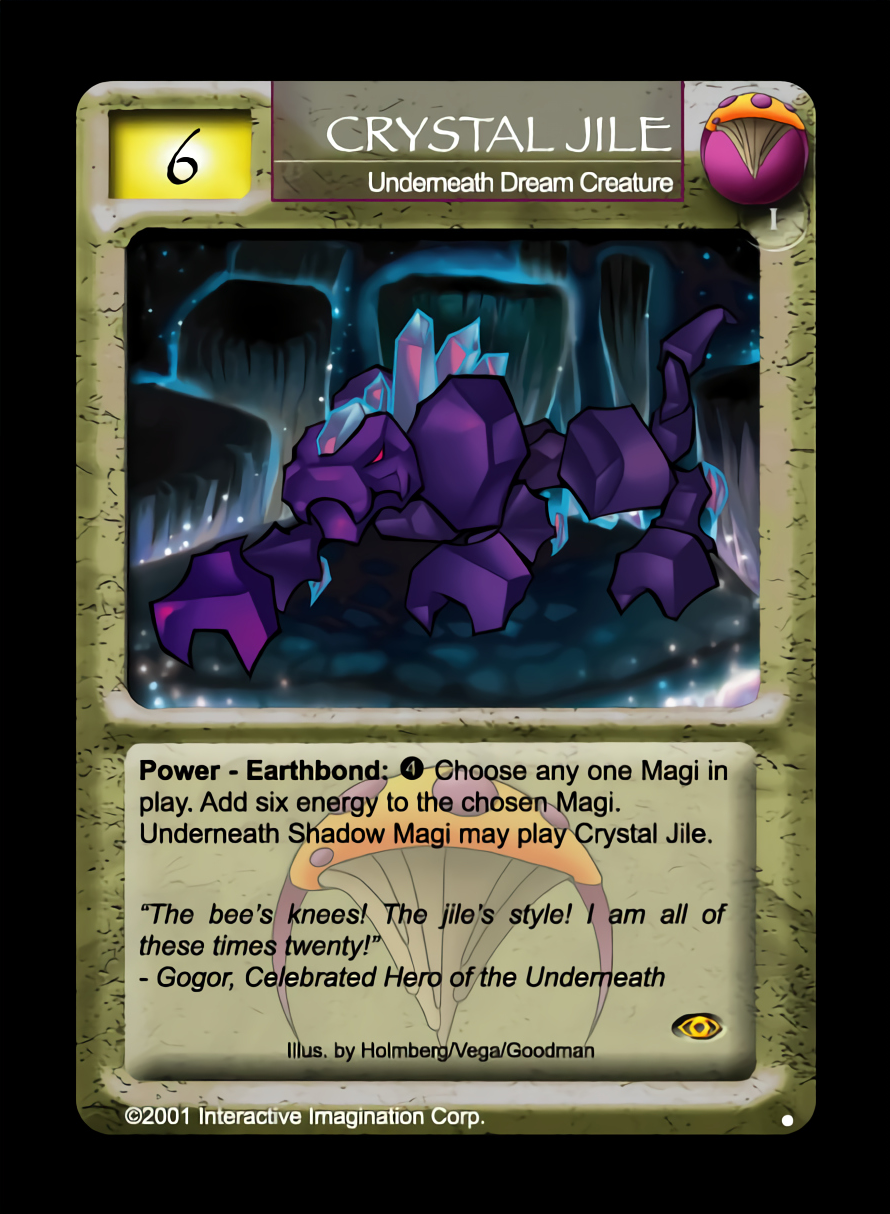 6
CRYSTAL JILE
Underneath Dream Creature
I
Power - Earthbond: ❹ Choose any one Magi in
play. Add six energy to the chosen Magi.
Underneath Shadow Magi may play Crystal Jile.
“The bee’s knees! The jile’s style! I am all of
these times twenty!”
- Gogor, Celebrated Hero of the Underneath
Illus. by Holmberg/Vega/Goodman
©2001 Interactive Imagination Corp.